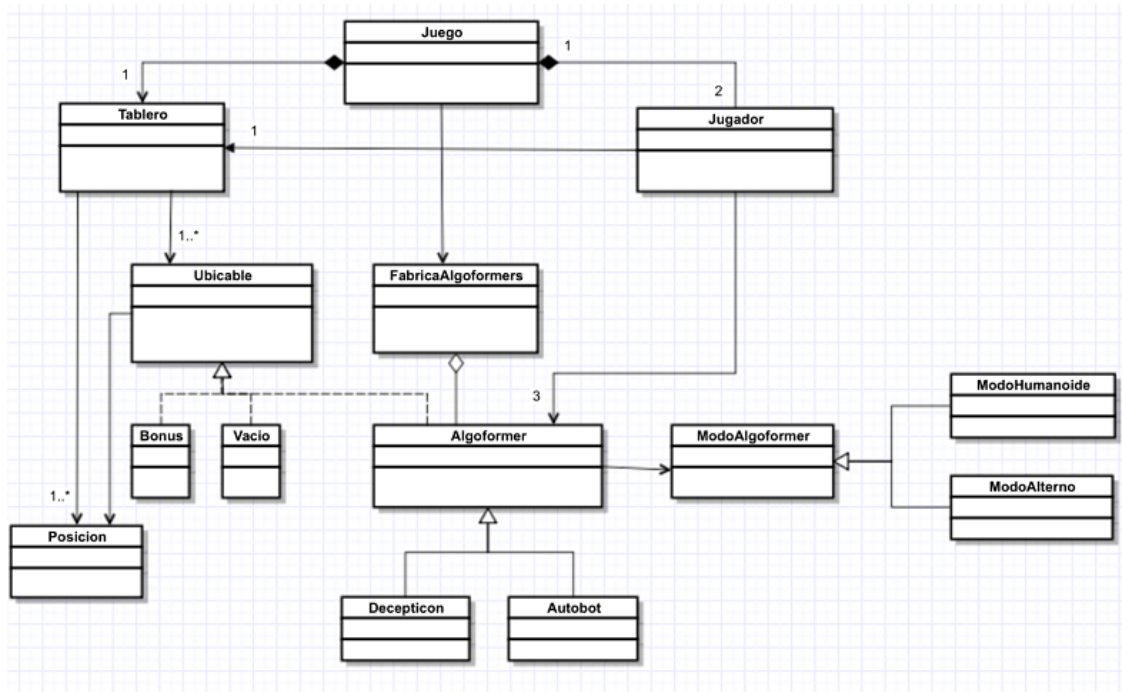 Juego
1
1
2
Tablero
Jugador
1
1..*
Ubicable
FabricaAlgoformers
3
ModoHumanoide
Bonus
Vacio
Algoformer
ModoAlgoformer
ModoAlterno
1..*
Posicion
Decepticon
Autobot